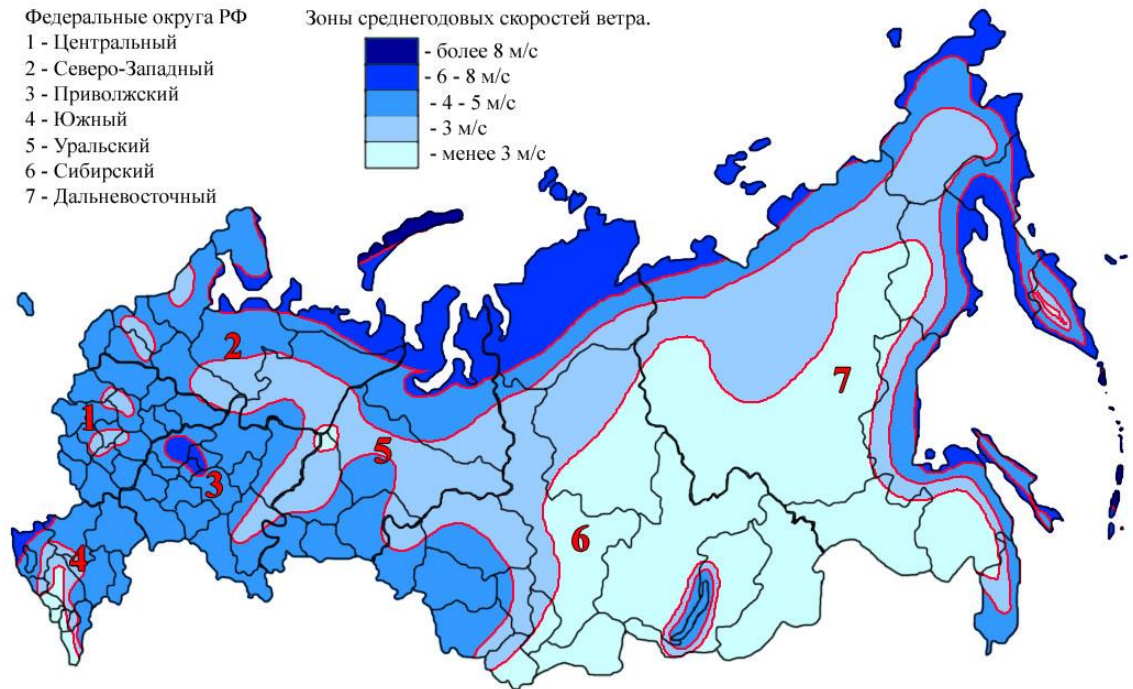 Федеральные округа РФ
1 - Центральный
2 - Северо-Западный
3 - Приволжский
4 - Южный
5 - Уральский
6 - Сибирский
7 - Дальневосточный
Зоны среднегодовых скоростей ветра.
- более 8 м/с
- 6 - 8 м/с
- 4 - 5 м/с
- 3 м/с
- менее 3 м/с
2
7
1
5
3
6
4